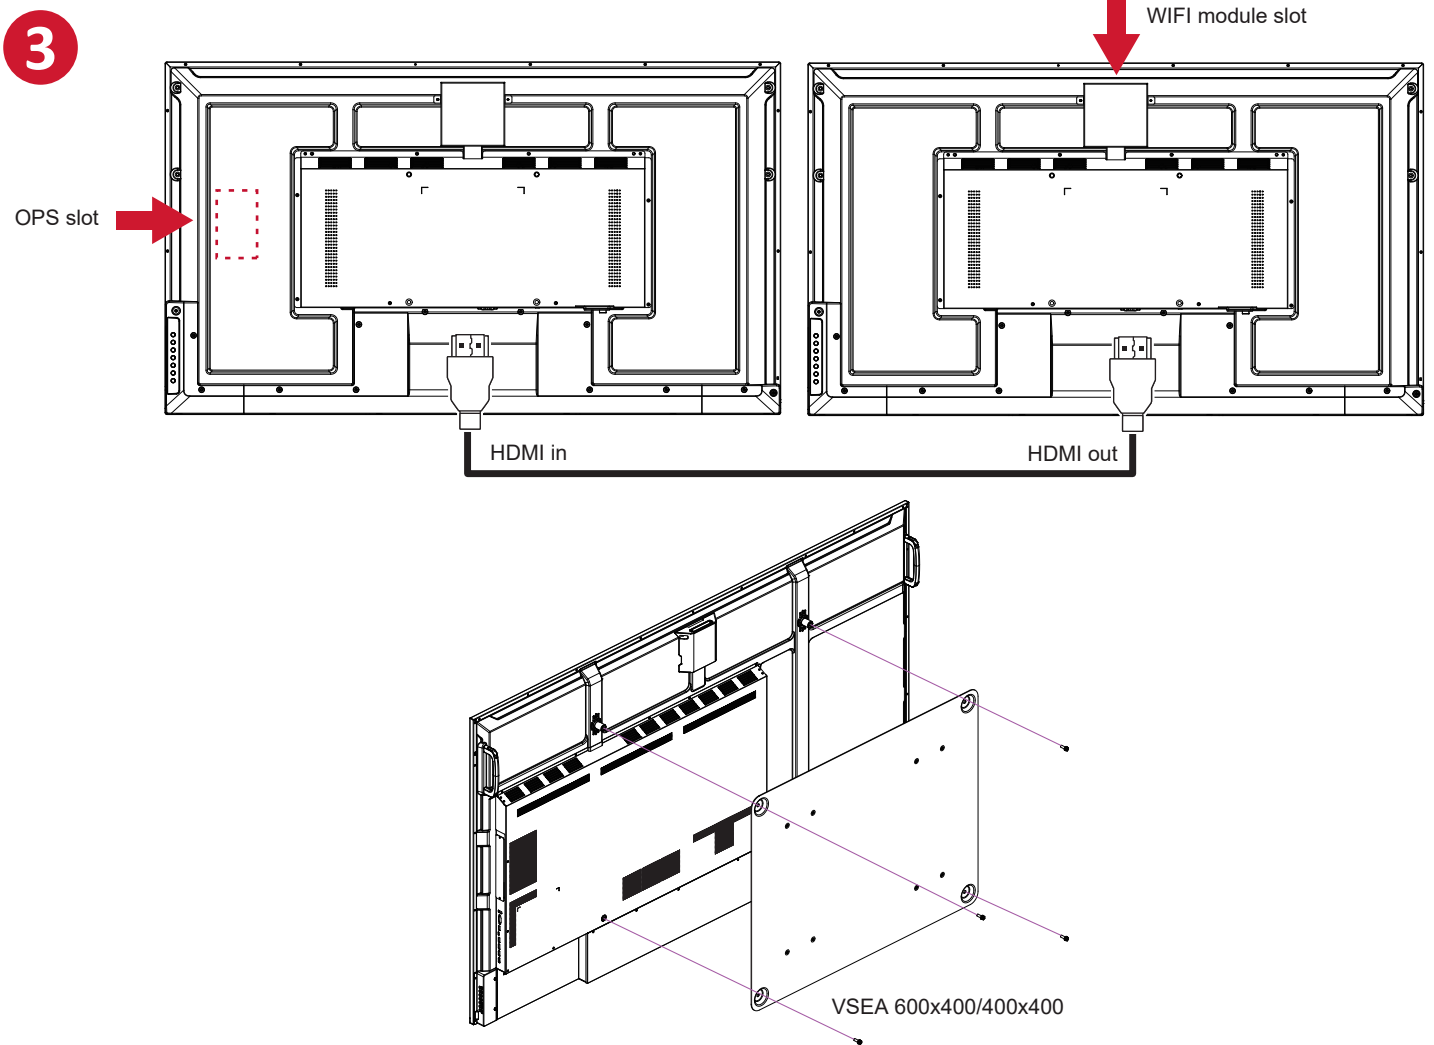 3
WIFI module slot
OPS slot
HDMI in
HDMI out
VSEA 600x400/400x400